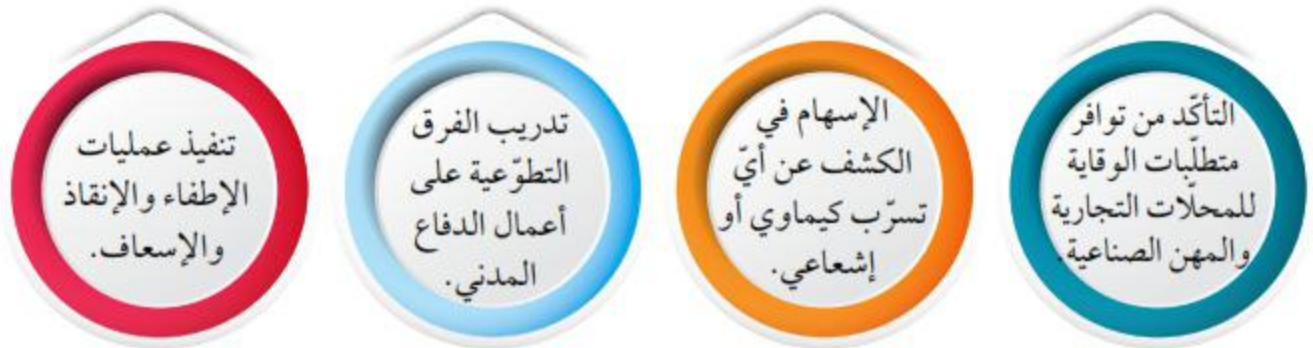 التأكّد من توافر
متطلّبات الوقاية
للمحلّات التجارية
والمهن الصناعية.
الإسهام في
الكشف عن أيّ
تسرّب كيماوي أو
إشعاعي.
تدريب الفرق
التطوّعية على
أعمال الدفاع
المدني.
تنفيذ عمليات
الإطفاء والإنقاذ
والإسعاف.